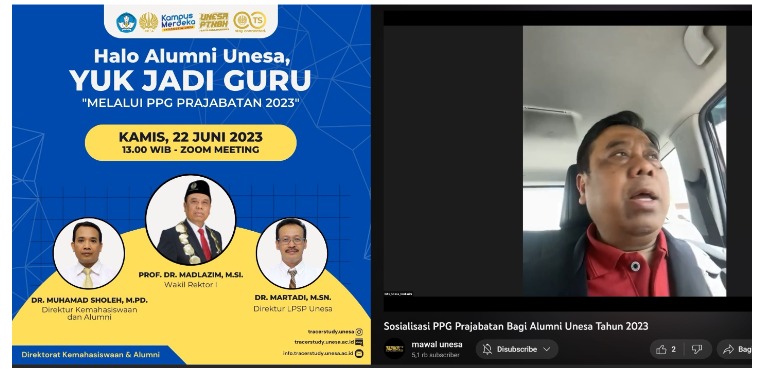 Kampus
Merdeka
UNESA
PTNBH
TS
Halo Alumni Unesa,
YUK JADI GURU
"MELALUI PPG PRAJABATAN 2023"
KAMIS, 22 JUNI 2023
13.00 WIB - ZOOM MEETING
PROF. DR. MADLAZIM, M.SI.
Wakil Rektor I
DR. MUHAMAD SHOLEH, M.PD.
Direktur Kemahasiswaan
dan Alumni
DR. MARTADI, M.SN.
Direktur LPSP Unesa
tracerstudy.unesa
tracerstudy.unesa.ac.id
info.tracerstudy@unesa.ac.id
Direktorat Kemahasiswaan & Alumni
Sosialisasi PPG Prajabatan Bagi Alumni Unesa Tahun 2023
mawal unesa
5,1 rb subscriber
Disubscribe
2
Bag